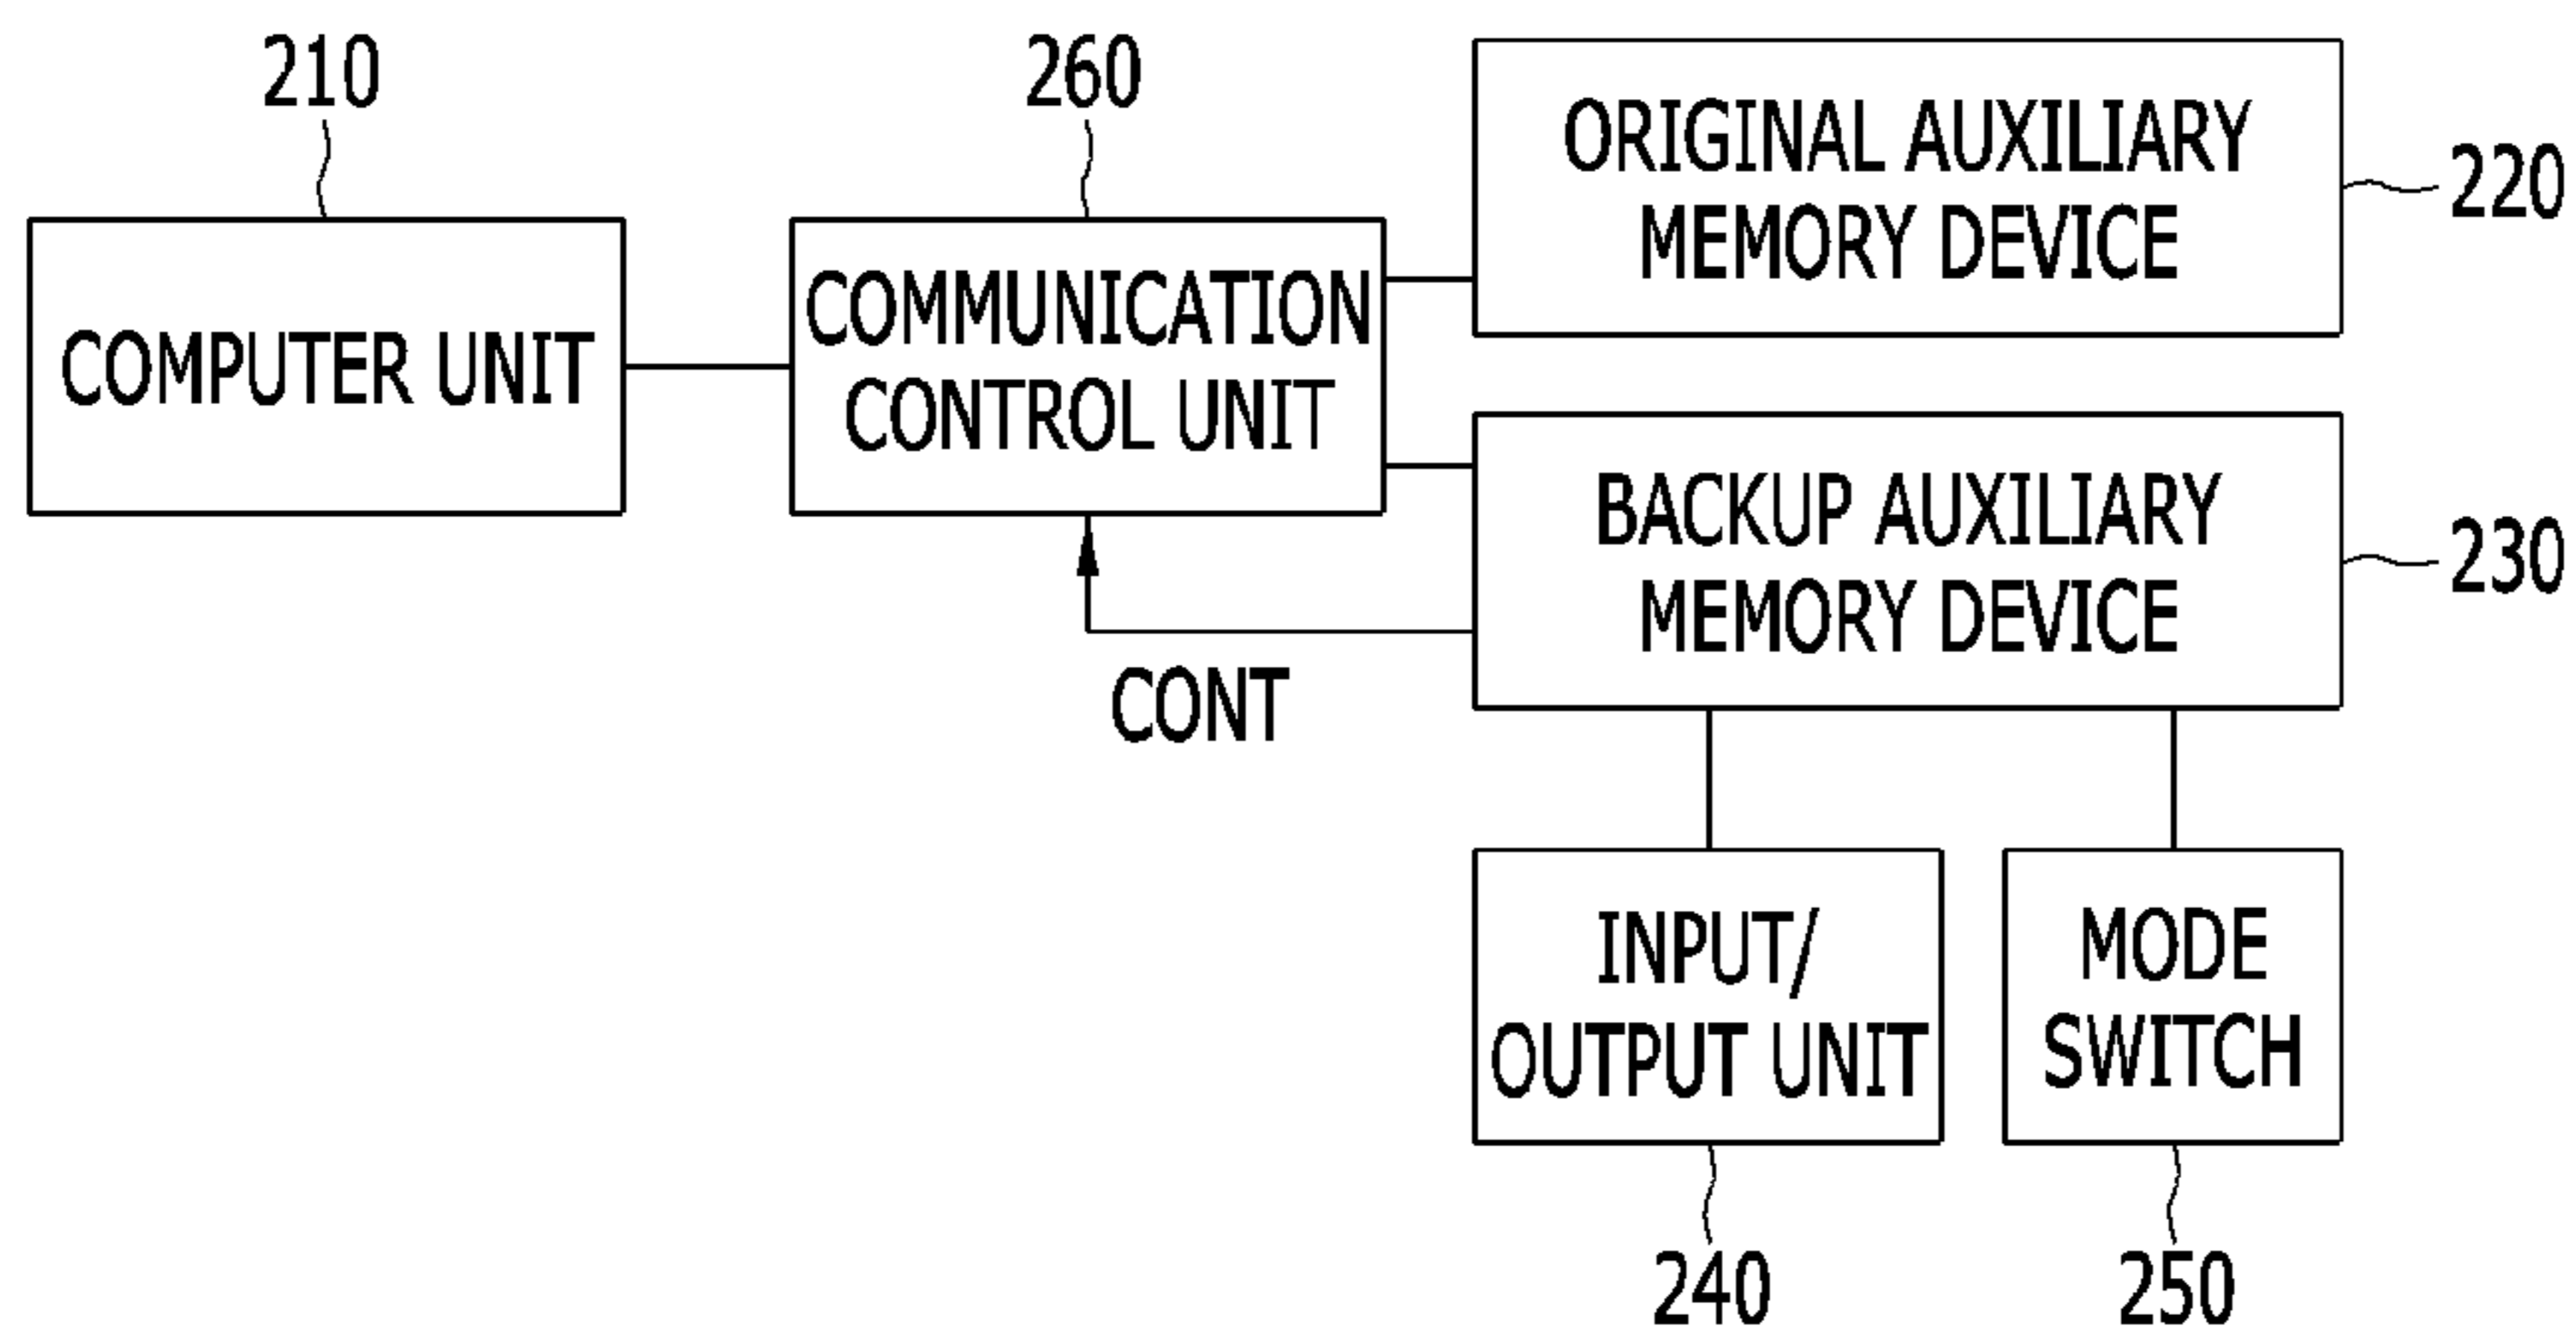 210
260
ORIGINAL AUXILIARY
MEMORY DEVICE
220
COMPUTER UNIT
COMMUNICATION
CONTROL UNIT
BACKUP AUXILIARY
MEMORY DEVICE
230
CONT
INPUT/
OUTPUT UNIT
MODE
SWITCH
240
250